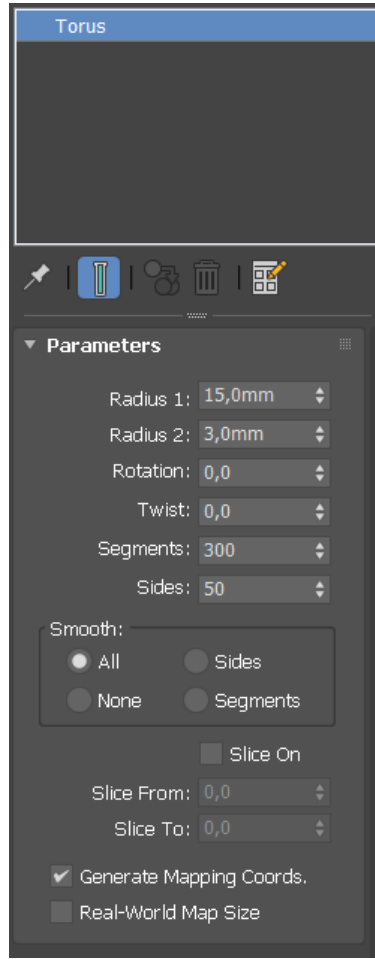 Torus
Parameters
Radius 1: 15,0mm
Radius 2: 3,0mm
Rotation: 0,0
Twist: 0,0
Segments: 300
Sides: 50
Smooth:
All Sides
None Segments
Slice On
Slice From: 0,0
Slice To: 0,0
Generate Mapping Coords.
Real-World Map Size